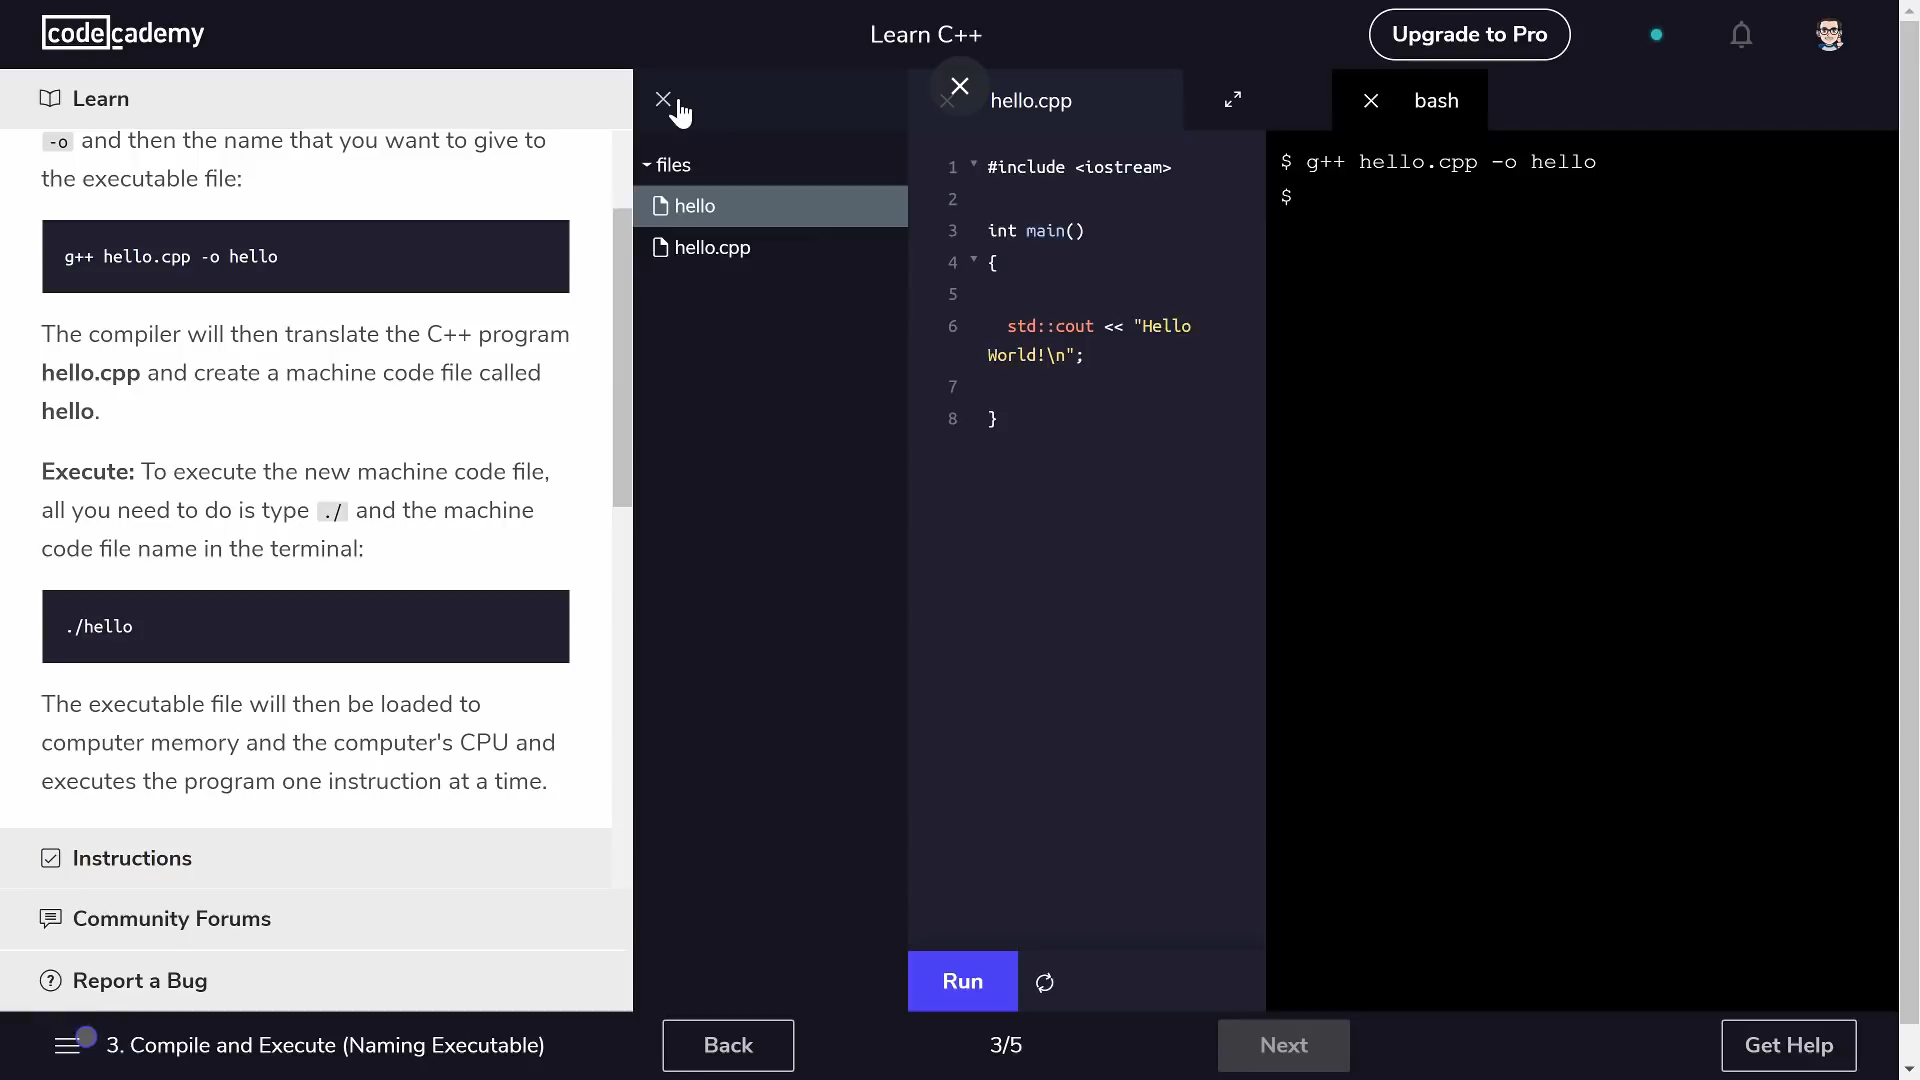 codecademy
Learn C++
Upgrade to Pro
Learn
-o and then the name that you want to give to
the executable file:
g++ hello.cpp -o hello
The compiler will then translate the C++ program
hello.cpp and create a machine code file called
hello.
Execute: To execute the new machine code file,
all you need to do is type ./ and the machine
code file name in the terminal:
./hello
The executable file will then be loaded to
computer memory and the computer's CPU and
executes the program one instruction at a time.
Instructions
Community Forums
Report a Bug
files
hello
hello.cpp
hello.cpp
1 #include <iostream>
2
3 int main()
4 {
5
6 std::cout << "Hello
World!\n";
7
8 }
Run
bash
$ g++ hello.cpp -o hello
$
3. Compile and Execute (Naming Executable)
Back
3/5
Next
Get Help